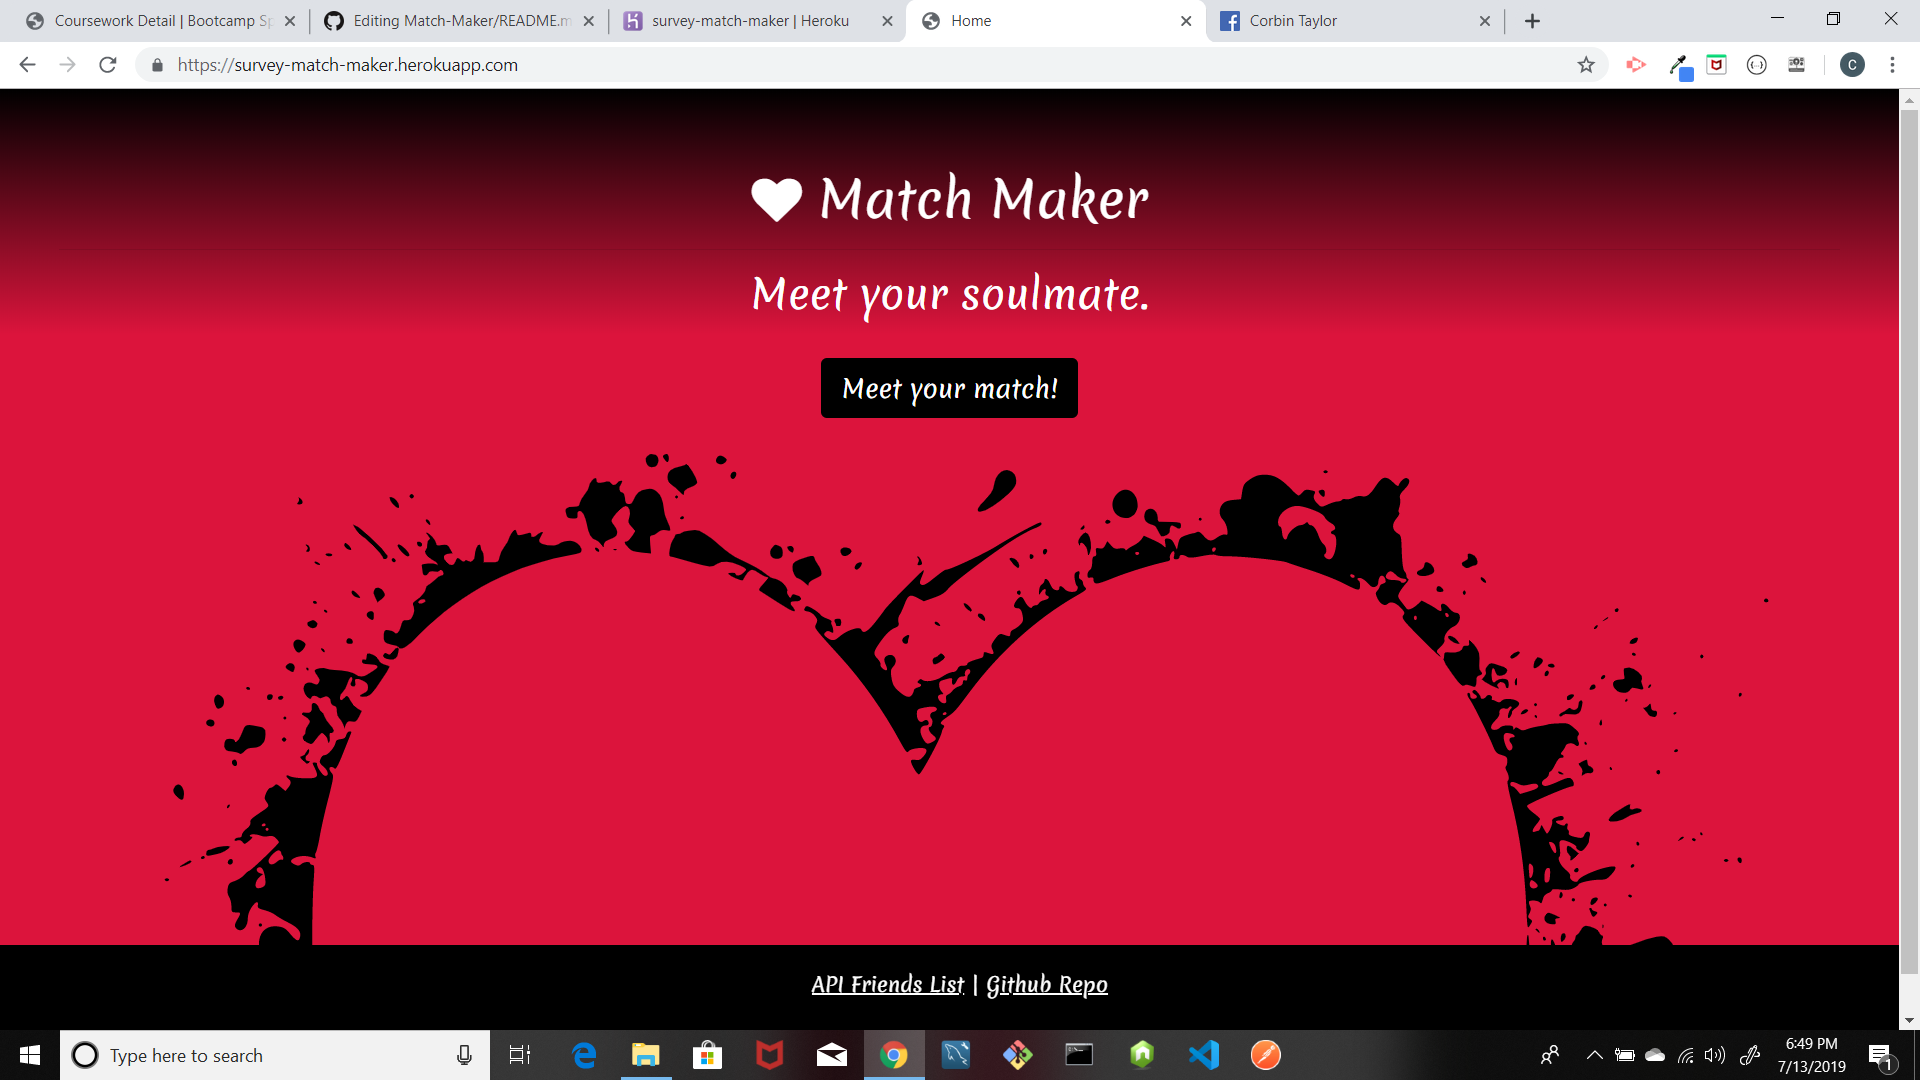 Coursework Detail | Bootcamp Sp
Editing Match-Maker/README.m
survey-match-maker | Heroku
Home
Corbin Taylor
https://survey-match-maker.herokuapp.com
C
Match Maker
Meet your soulmate.
Meet your match!
API Friends List | Github Repo
Type here to search
6:49 PM
7/13/2019
1